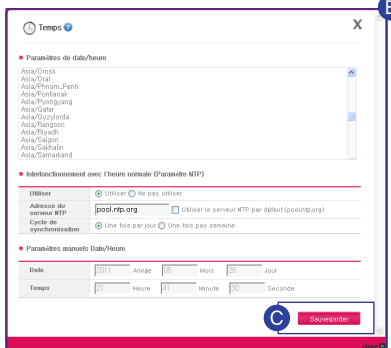 B
Temps ?
X
Paramètres de date/heure
Asia/Omsk
Asia/Oral
Asia/Phnom_Penh
Asia/Pontianak
Asia/Pyongyang
Asia/Qatar
Asia/Qyzylorda
Asia/Rangoon
Asia/Riyadh
Asia/Saigon
Asia/Sakhalin
Asia/Samarkand
Interfonctionnement avec l'heure normale (Paramètre NTP)
Utiliser Utiliser Ne pas utiliser
Adresse du serveur NTP pool.ntp.org Utiliser le serveur NTP par défaut (pool.ntp.org)
Cycle de synchronisation Une fois par jour Une fois pas semaine
Paramètres manuels Date/Heure
Date 2011 Année 05 Mois 26 Jour
Temps 21 Heure 41 Minute 30 Seconde
C Sauvegarder
close X